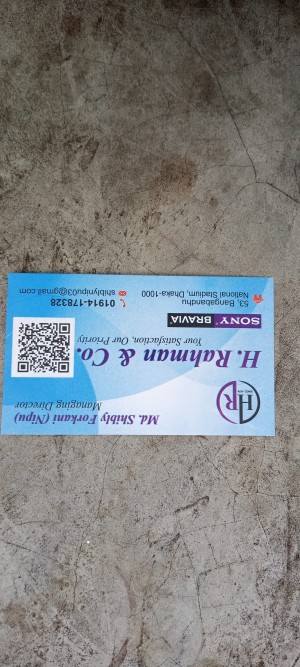 Md. Shibly Forkani (Nipu)
Managing Director
HR
H. Rahman & Co.
Your Satisfaction, Our Priority
SONY BRAVIA
53, Bangabandhu
National Stadium, Dhaka-1000
01914-178328
shiblynipu03@gmail.com